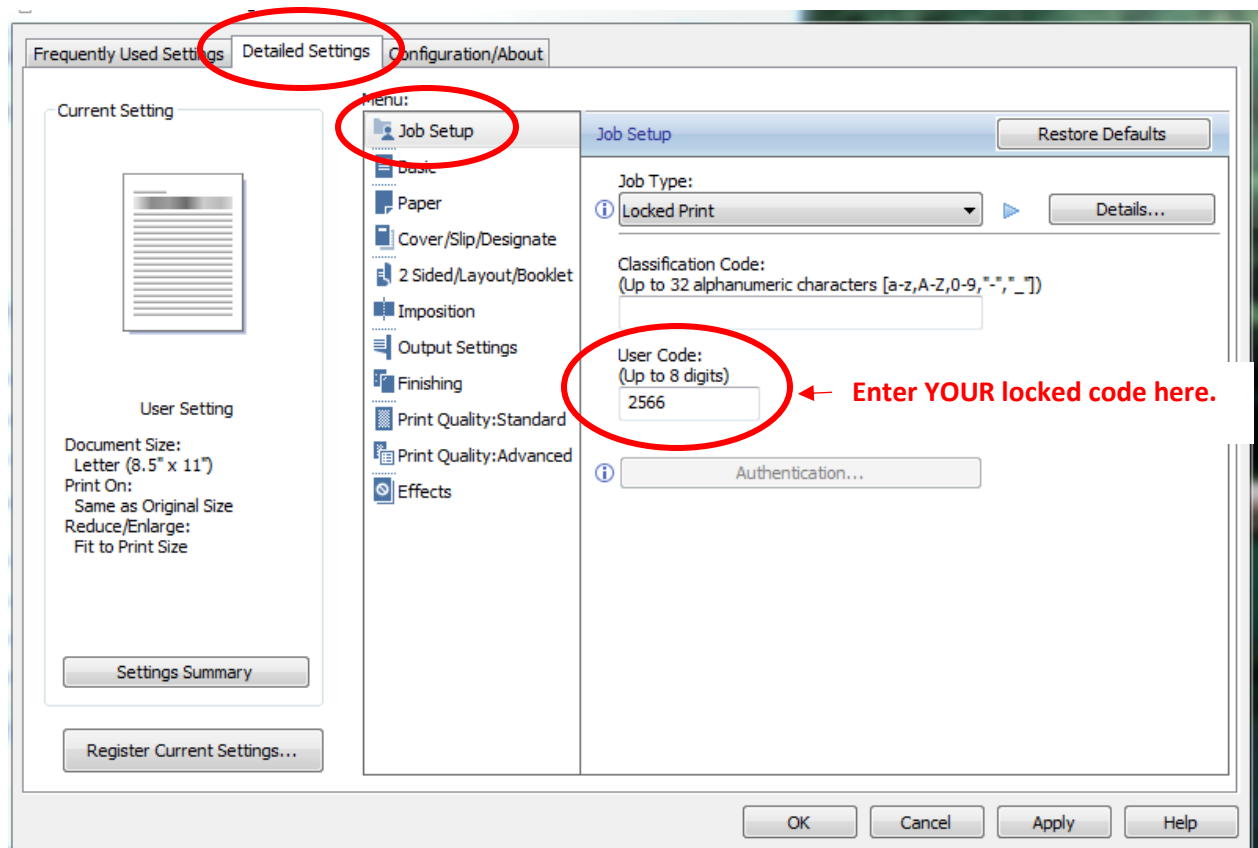 Frequently Used Settings
Detailed Settings
Configuration/About
Current Setting
User Setting
Document Size:
Letter (8.5" x 11")
Print On:
Same as Original Size
Reduce/Enlarge:
Fit to Print Size
Settings Summary
Register Current Settings...
Menu:
Job Setup
Basic
Paper
Cover/Slip/Designate
2 Sided/Layout/Booklet
Imposition
Output Settings
Finishing
Print Quality:Standard
Print Quality:Advanced
Effects
Job Setup
Restore Defaults
Job Type:
Locked Print
Details...
Classification Code:
(Up to 32 alphanumeric characters [a-z,A-Z,0-9,"-","_"])
User Code:
(Up to 8 digits)
2566
Enter YOUR locked code here.
Authentication...
OK
Cancel
Apply
Help